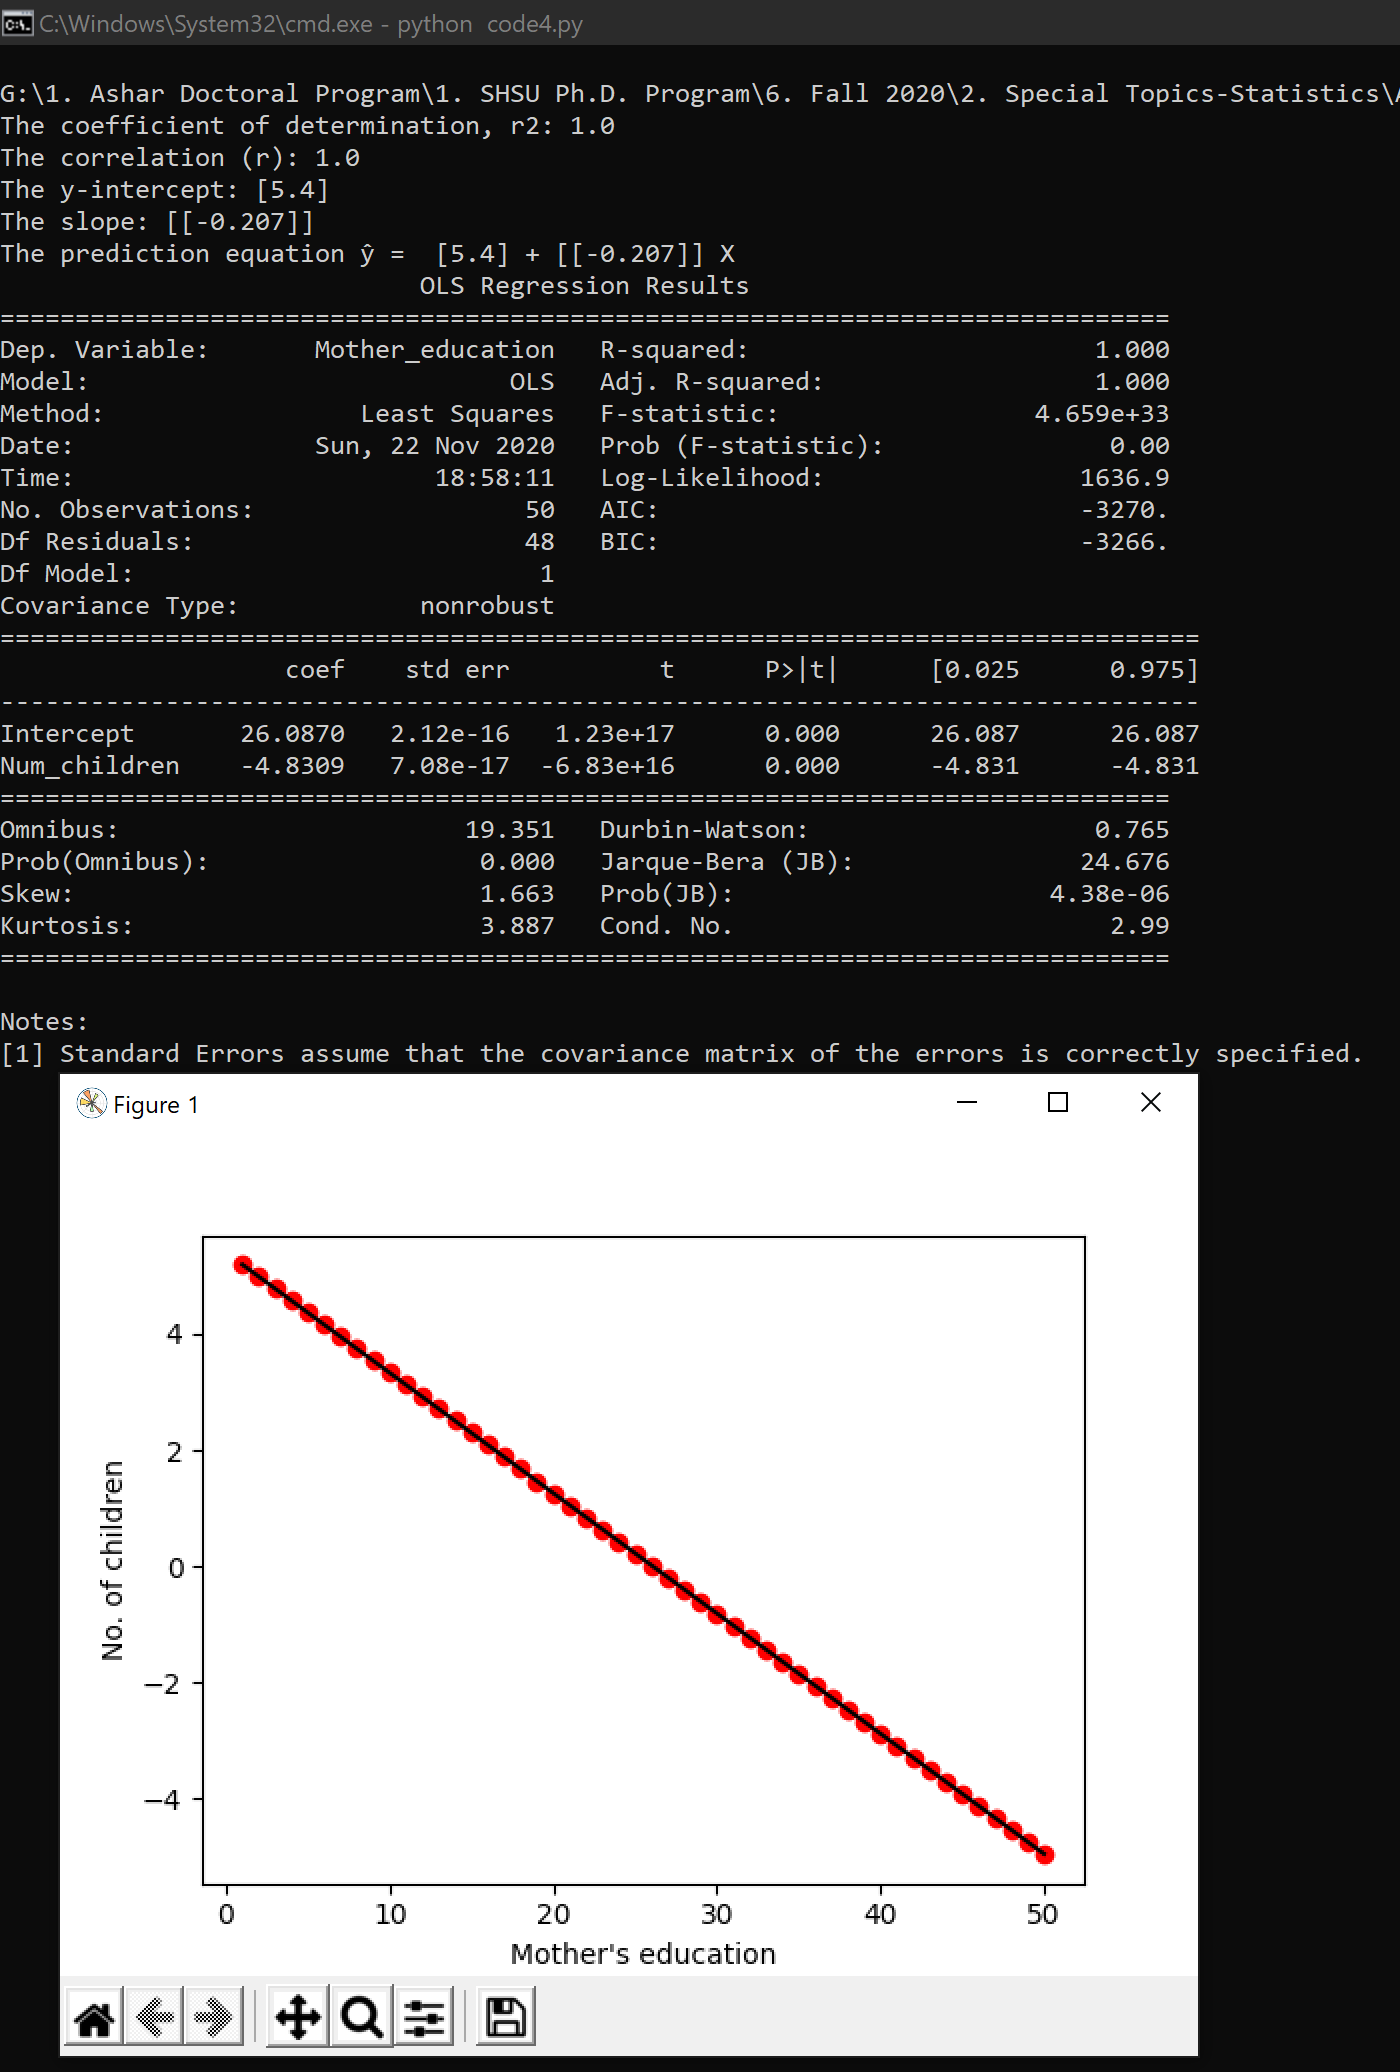 C:\Windows\System32\cmd.exe - python  code4.py
G:\1. Ashar Doctoral Program\1. SHSU Ph.D. Program\6. Fall 2020\2. Special Topics-Statistics\A
The coefficient of determination, r2: 1.0
The correlation (r): 1.0
The y-intercept: [5.4]
The slope: [[-0.207]]
The prediction equation ŷ =  [5.4] + [[-0.207]] X
OLS Regression Results
==============================================================================
Dep. Variable:       Mother_education   R-squared:                       1.000
Model:                            OLS   Adj. R-squared:                  1.000
Method:                 Least Squares   F-statistic:                 4.659e+33
Date:                Sun, 22 Nov 2020   Prob (F-statistic):               0.00
Time:                        18:58:11   Log-Likelihood:                 1636.9
No. Observations:                  50   AIC:                            -3270.
Df Residuals:                      48   BIC:                            -3266.
Df Model:                           1
Covariance Type:            nonrobust
================================================================================
                   coef    std err          t      P>|t|      [0.025      0.975]
--------------------------------------------------------------------------------
Intercept       26.0870   2.12e-16   1.23e+17      0.000      26.087      26.087
Num_children    -4.8309   7.08e-17  -6.83e+16      0.000      -4.831      -4.831
==============================================================================
Omnibus:                       19.351   Durbin-Watson:                   0.765
Prob(Omnibus):                  0.000   Jarque-Bera (JB):               24.676
Skew:                           1.663   Prob(JB):                     4.38e-06
Kurtosis:                       3.887   Cond. No.                         2.99
==============================================================================
Notes:
[1] Standard Errors assume that the covariance matrix of the errors is correctly specified.
Figure 1
4
2
0
−2
−4
No. of children
0 10 20 30 40 50
Mother's education